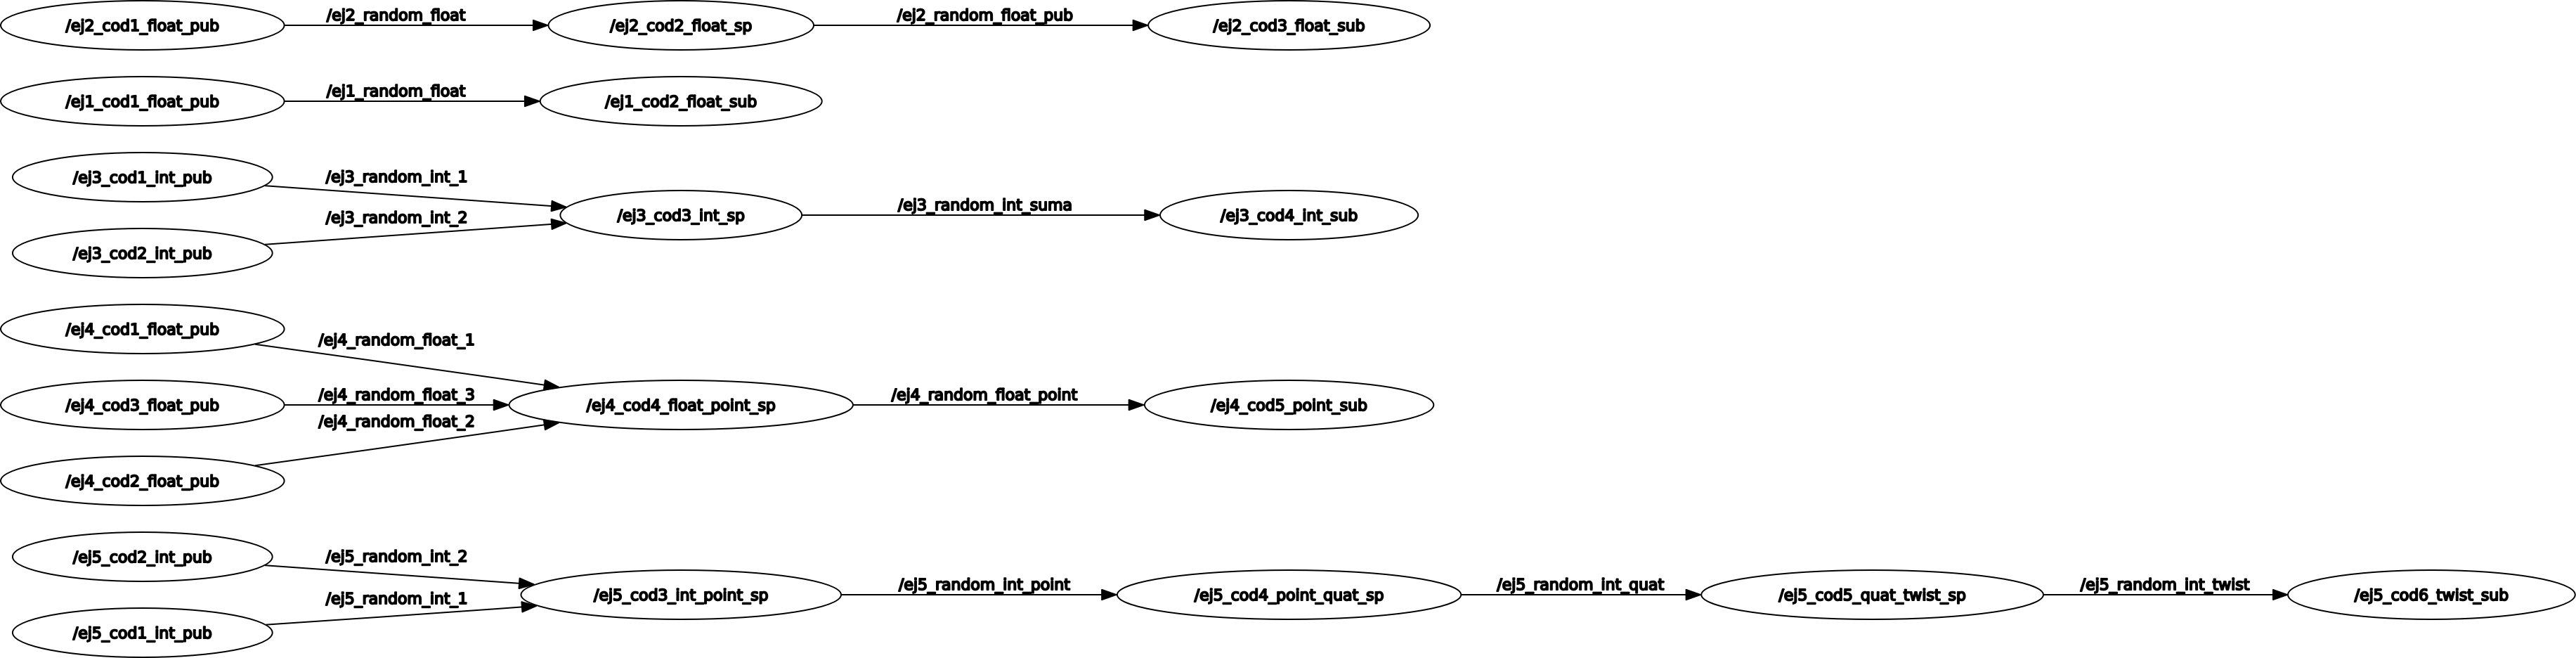 /ej2_cod1_float_pub
/ej2_random_float
/ej2_cod2_float_sp
/ej2_random_float_pub
/ej2_cod3_float_sub
/ej1_cod1_float_pub
/ej1_random_float
/ej1_cod2_float_sub
/ej3_cod1_int_pub
/ej3_random_int_1
/ej3_cod2_int_pub
/ej3_random_int_2
/ej3_cod3_int_sp
/ej3_random_int_suma
/ej3_cod4_int_sub
/ej4_cod1_float_pub
/ej4_random_float_1
/ej4_cod3_float_pub
/ej4_random_float_3
/ej4_random_float_2
/ej4_cod2_float_pub
/ej4_cod4_float_point_sp
/ej4_random_float_point
/ej4_cod5_point_sub
/ej5_cod2_int_pub
/ej5_random_int_2
/ej5_random_int_1
/ej5_cod1_int_pub
/ej5_cod3_int_point_sp
/ej5_random_int_point
/ej5_cod4_point_quat_sp
/ej5_random_int_quat
/ej5_cod5_quat_twist_sp
/ej5_random_int_twist
/ej5_cod6_twist_sub